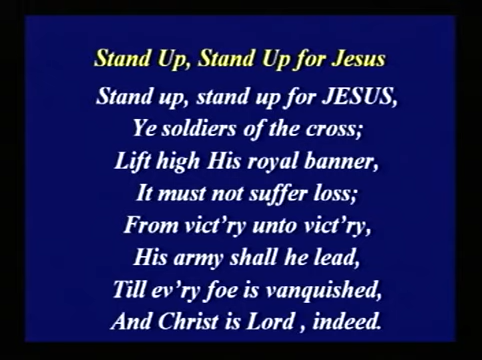 Stand Up, Stand Up for Jesus
Stand up, stand up for JESUS,
Ye soldiers of the cross;
Lift high His royal banner,
It must not suffer loss;
From vict'ry unto vict'ry,
His army shall he lead,
Till ev'ry foe is vanquished,
And Christ is Lord , indeed.